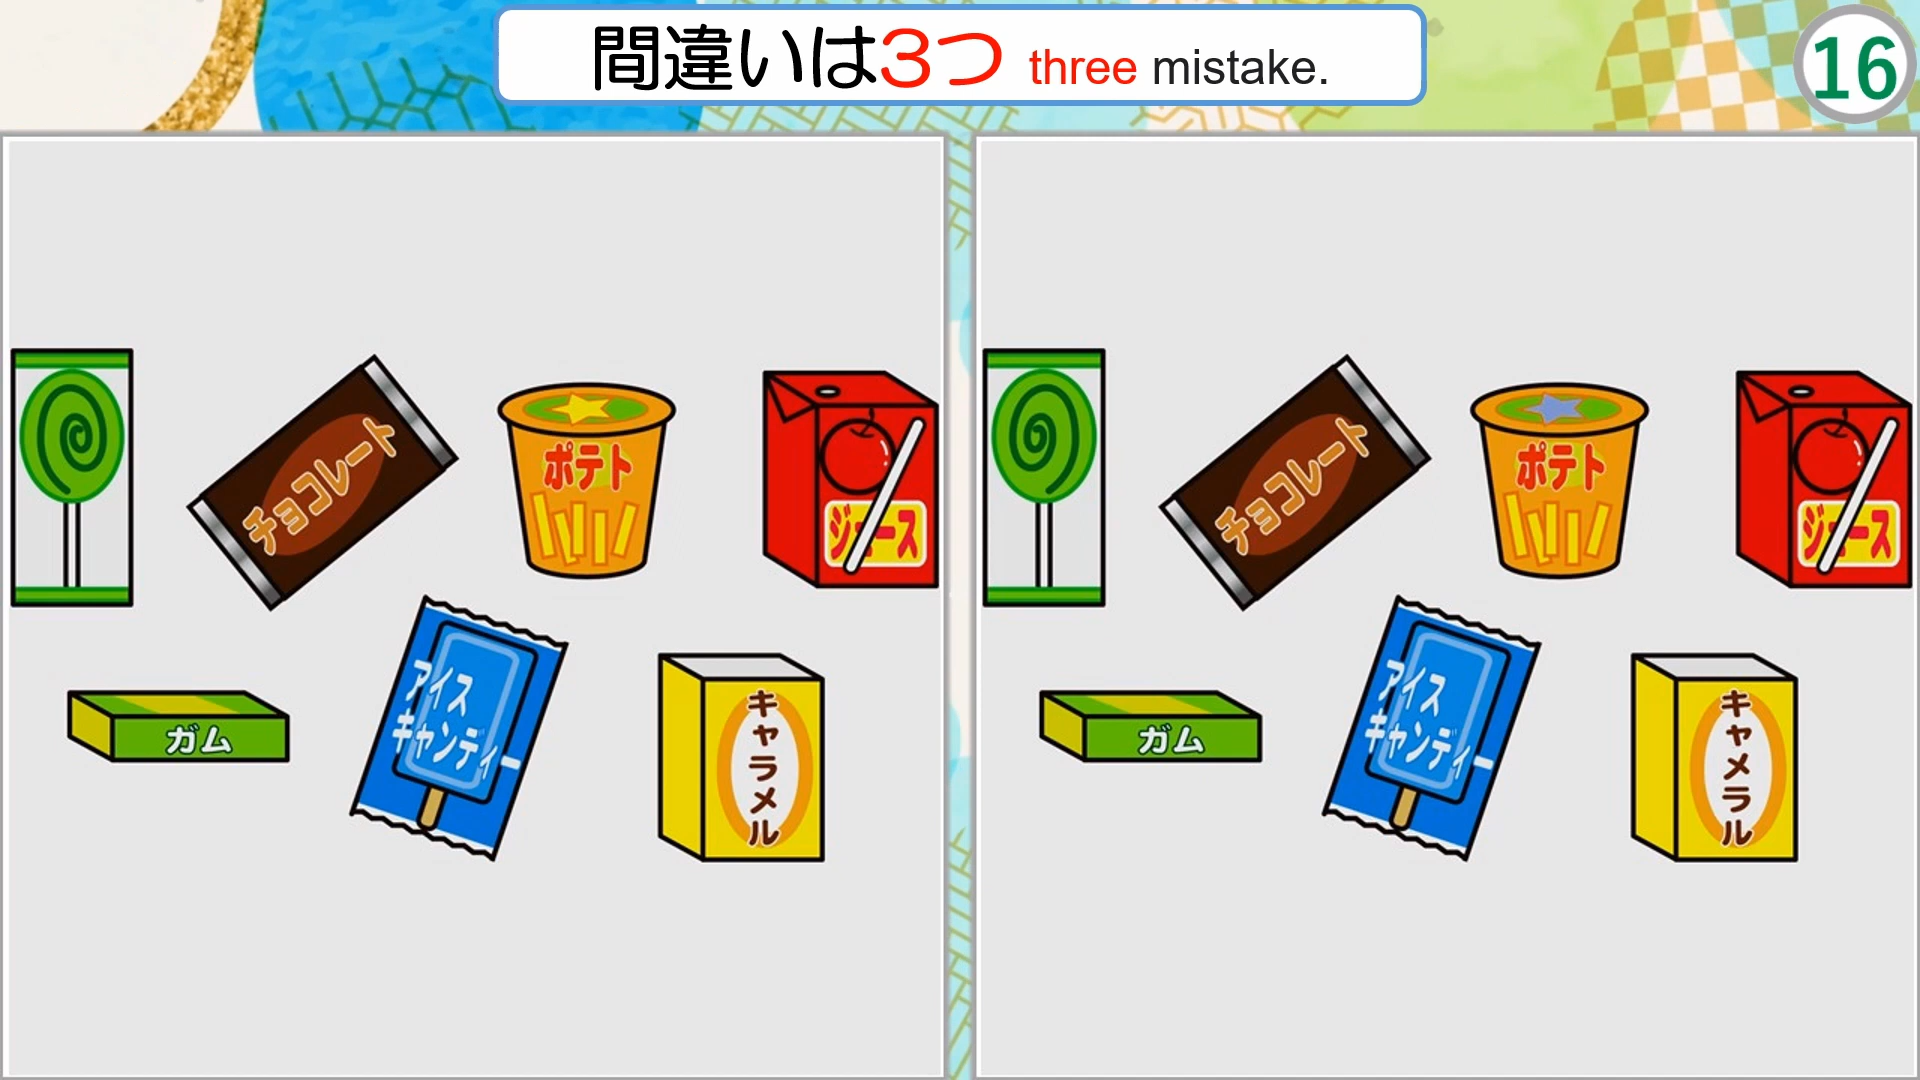 間違いは3つ three mistake.
16
チョコレート
ポテト
ジュース
ガム
アイス
キャンディー
キャラメル
チョコレート
ポテト
ジュース
ガム
アイス
キャンディー
キャメラル